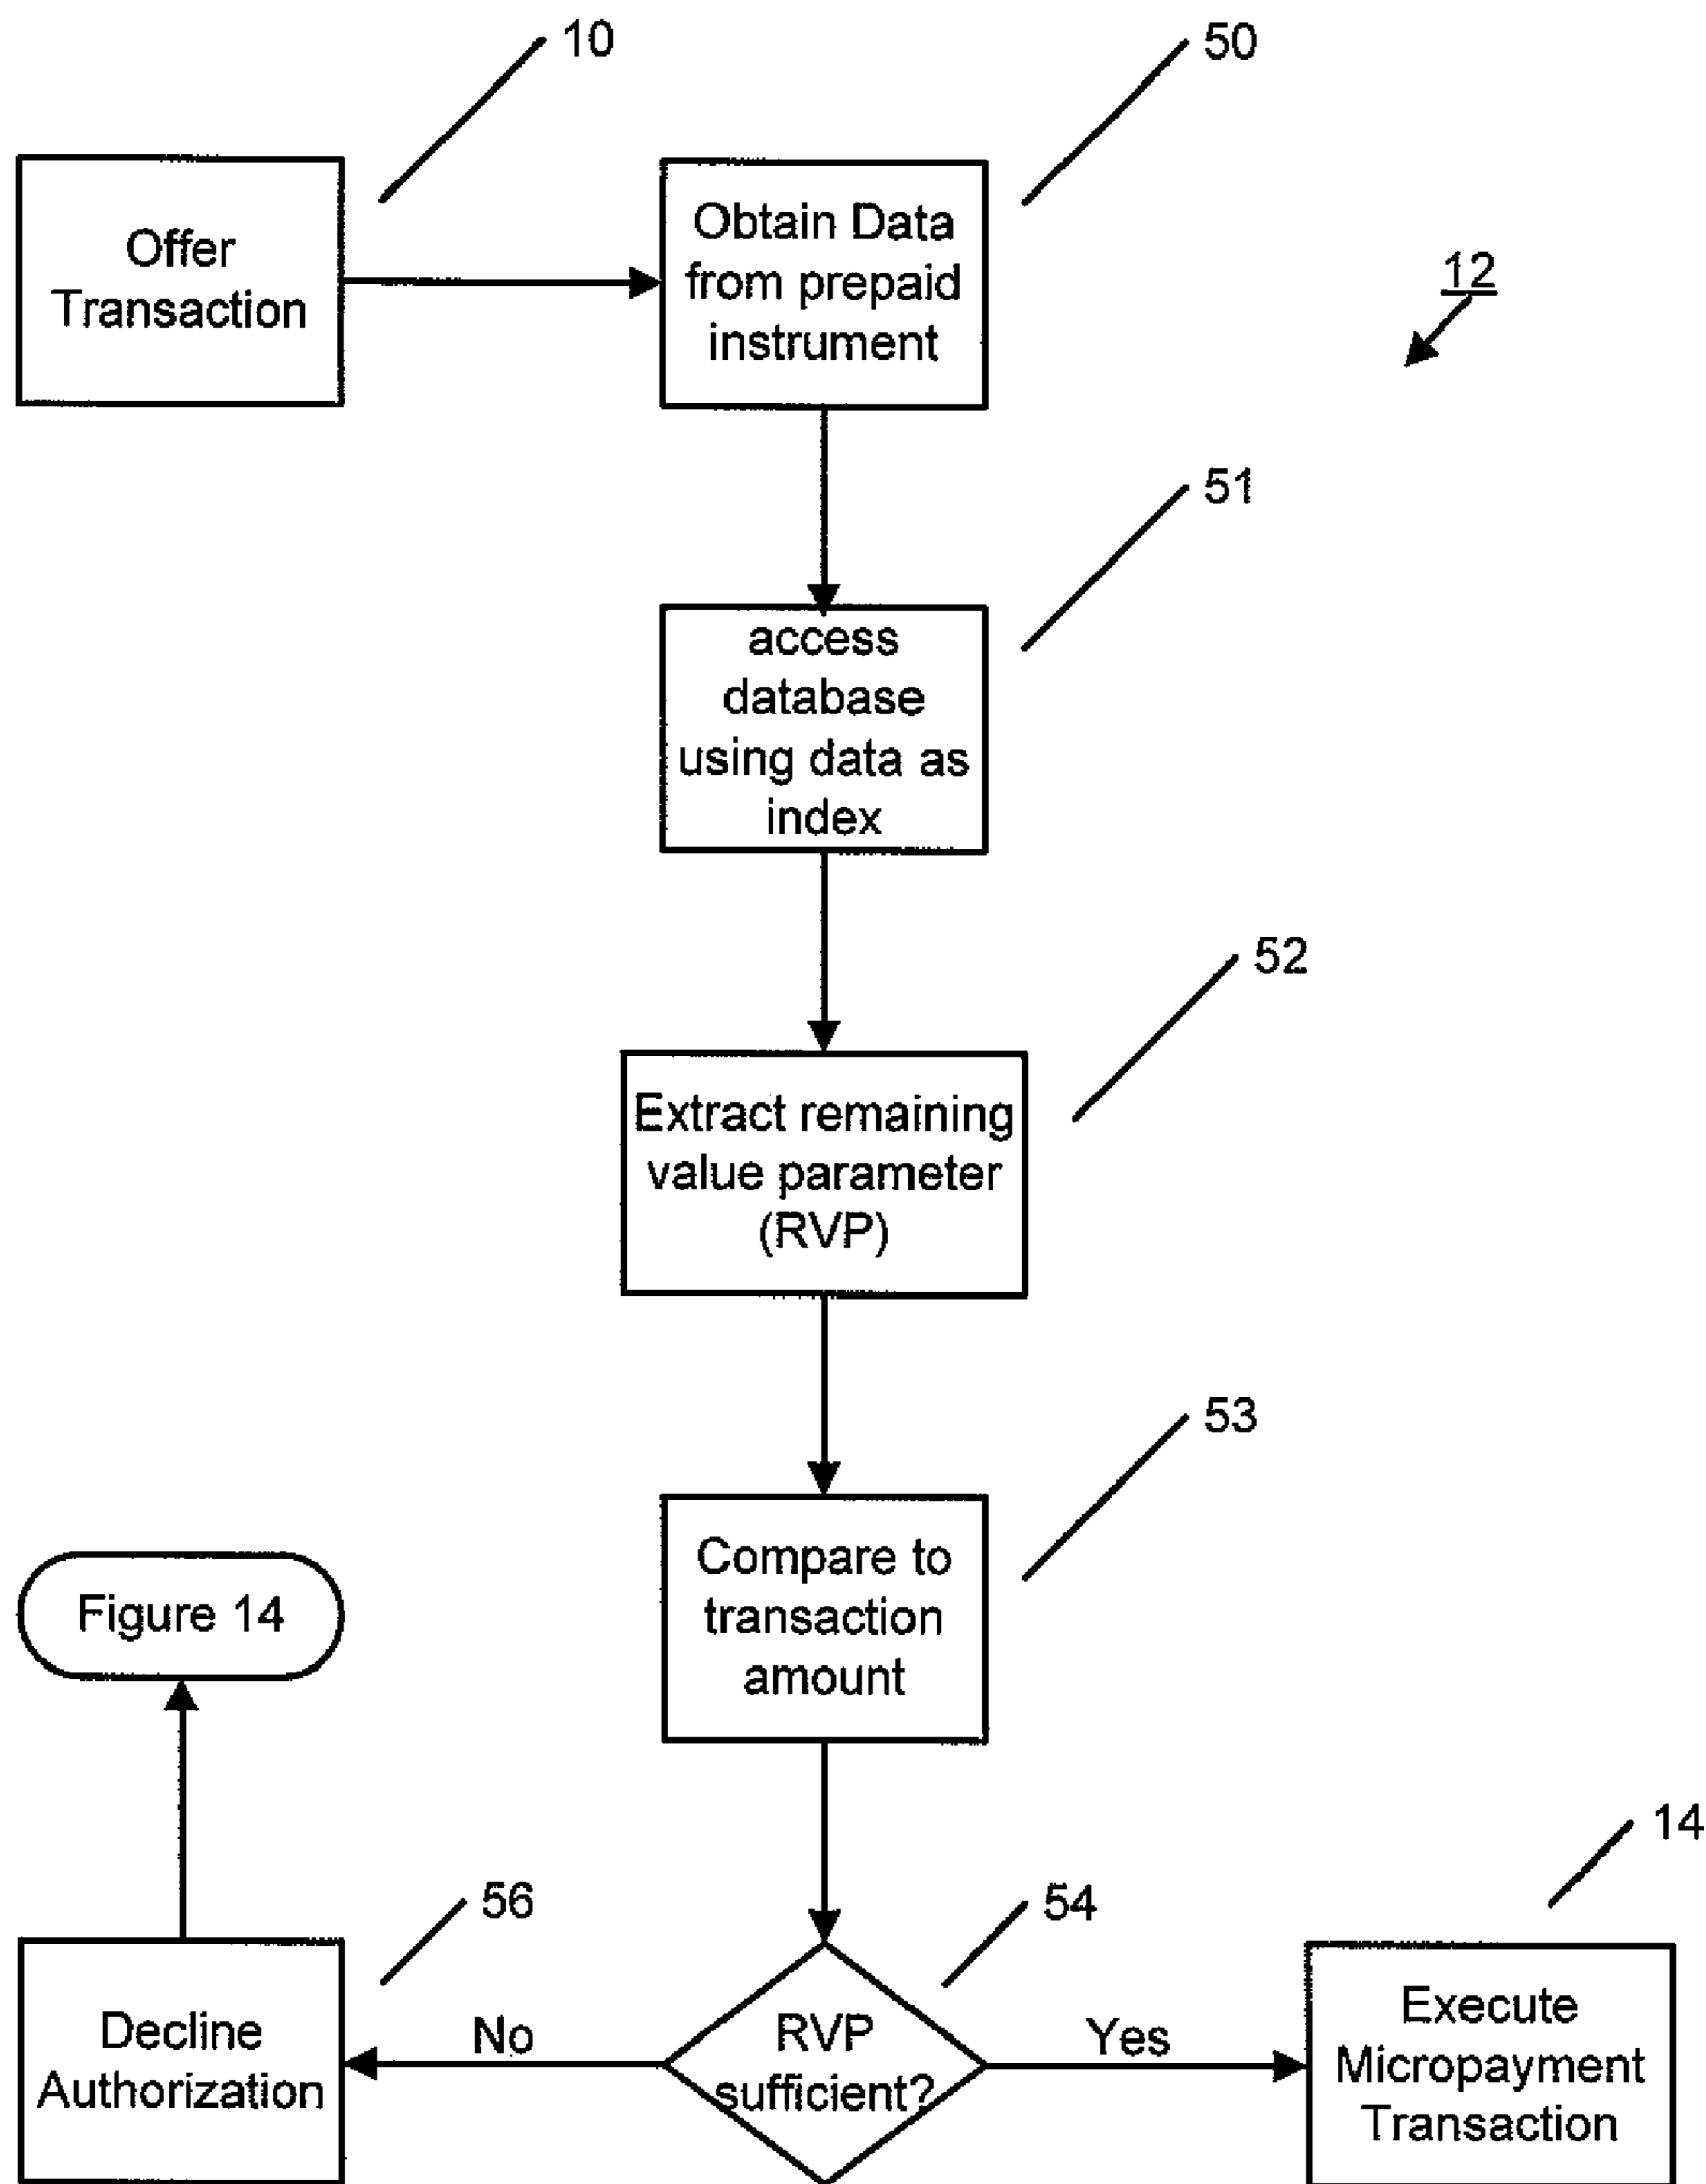 10
50
Offer
Transaction
Obtain Data
from prepaid
instrument
12
51
access
database
using data as
index
52
Extract remaining
value parameter
(RVP)
53
Compare to
transaction
amount
Figure 14
14
56
54
Decline
Authorization
No
RVP
sufficient?
Yes
Execute
Micropayment
Transaction